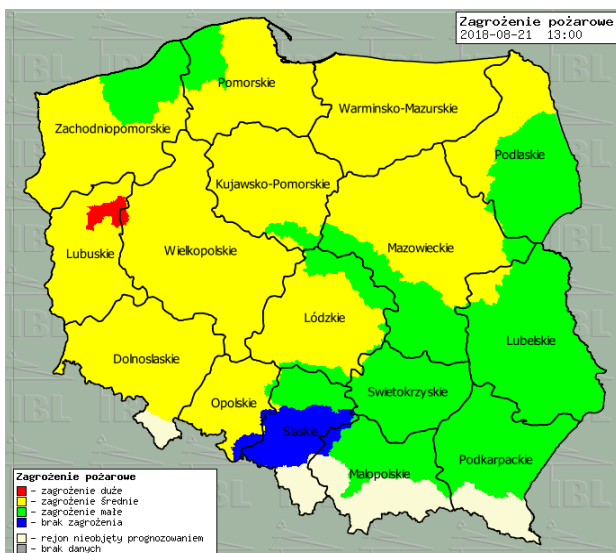 Zagrożenie pożarowe
2018-08-21 13:00
Pomorskie
Warminsko-Mazurskie
Zachodniopomorskie
Podlaskie
Kujawsko-Pomorskie
Mazowieckie
Lubuskie
Wielkopolskie
Łódzkie
Lubelskie
Dolnoslaskie
Opolskie
Swietokrzyskie
Slaskie
Malopolskie
Podkarpackie
Zagrożenie pożarowe
– zagrożenie duże
– zagrożenie średnie
– zagrożenie małe
– brak zagrożenia
– rejon nieobjęty prognozowaniem
– brak danych
IBL